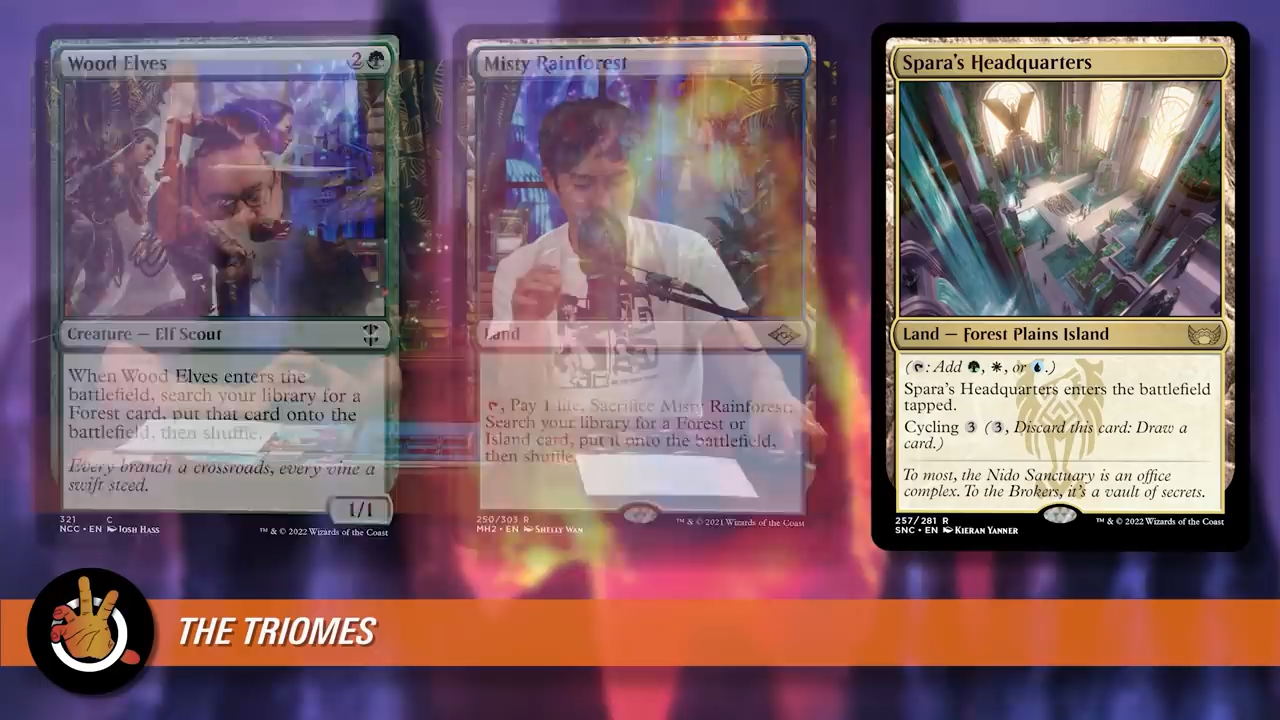 Wood Elves 2
Creature — Elf Scout
When Wood Elves enters the
battlefield, search your library for a
Forest card, put that card onto the
battlefield, then shuffle.
Every branch a crossroads, every vine a
swift steed.
1/1
321 C
NCC • EN Josh Hass
™ & © 2022 Wizards of the Coast
Misty Rainforest
Land
, Pay 1 life, Sacrifice Misty Rainforest:
Search your library for a Forest or
Island card, put it onto the battlefield,
then shuffle.
250/303 R
MH2 • EN Shelly Wan
™ & © 2021 Wizards of the Coast
Spara's Headquarters
Land — Forest Plains Island
( : Add , , or .)
Spara's Headquarters enters the battlefield
tapped.
Cycling 3 (3, Discard this card: Draw a
card.)
To most, the Nido Sanctuary is an office
complex. To the Brokers, it's a vault of secrets.
257/281 R
SNC • EN Kieran Yanner
™ & © 2022 Wizards of the Coast
THE TRIOMES